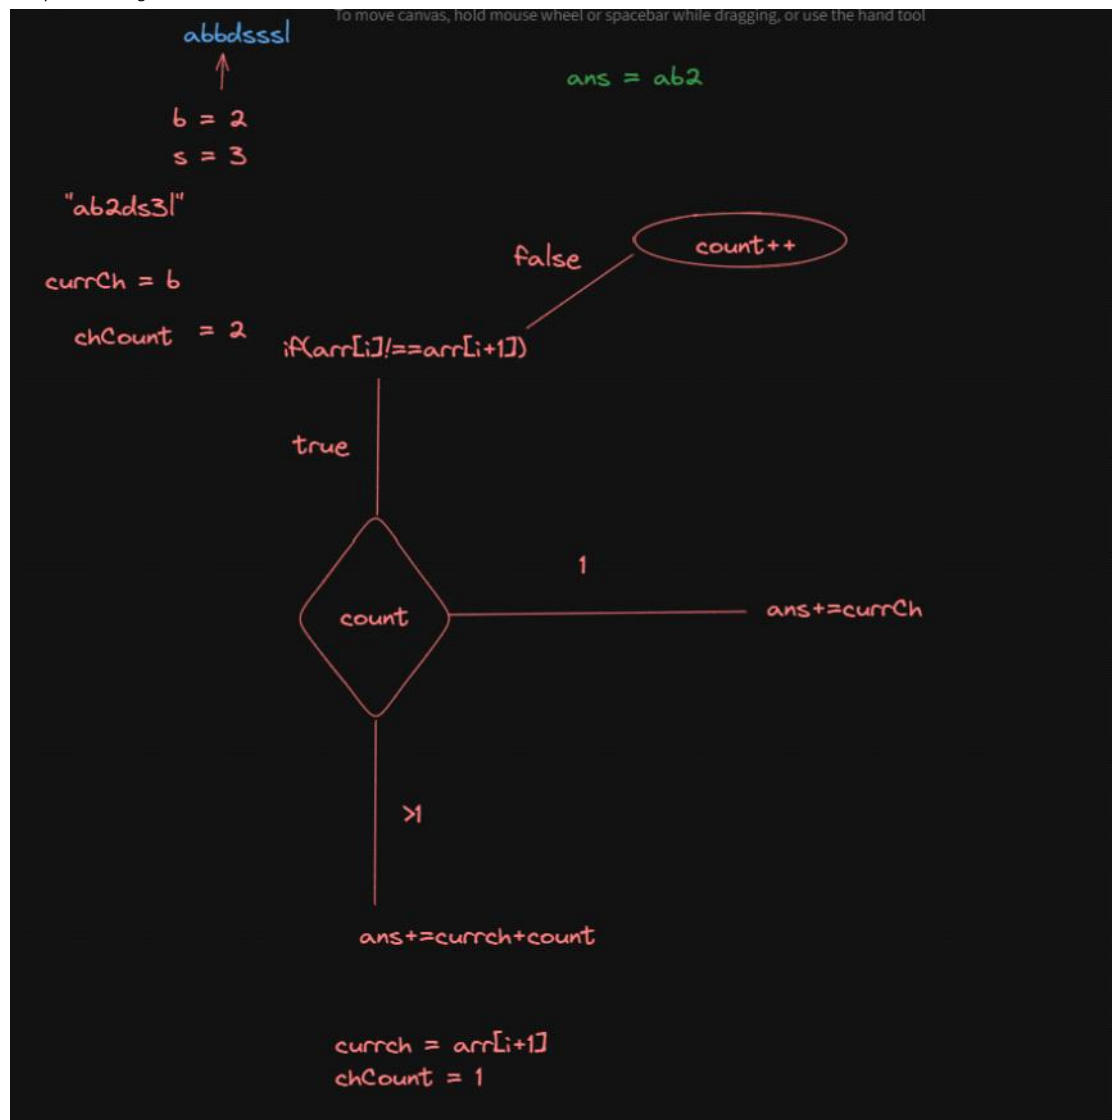 To move canvas, hold mouse wheel or spacebar while dragging, or use the hand tool
abbdsssl
ans = ab2
b = 2
s = 3
"ab2ds3l"
false
count++
currCh = b
chCount = 2
if(arr[i]!==arr[i+1])
true
1
count
ans+=currCh
>1
ans+=currch+count
currch = arr[i+1]
chCount = 1